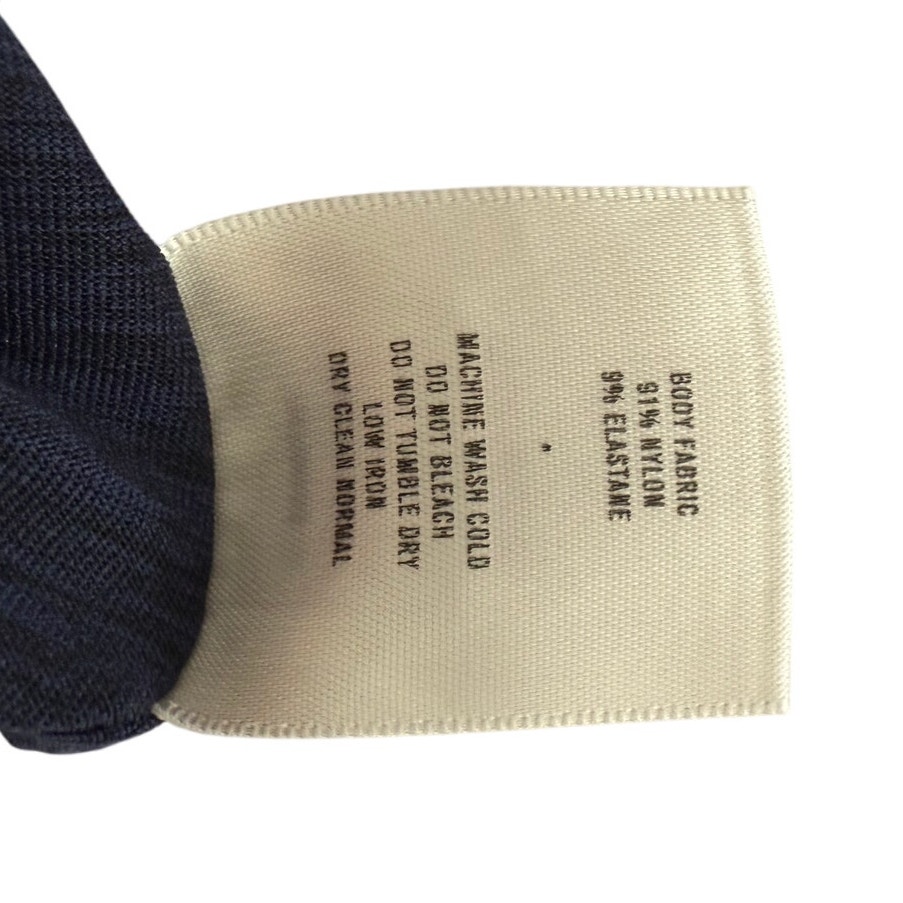 BODY FABRIC
91% NYLON
9% ELASTANE
MACHINE WASH COLD
DO NOT BLEACH
DO NOT TUMBLE DRY
LOW IRON
DRY CLEAN NORMAL